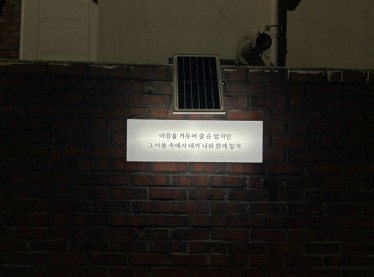 어둠을 거두어 줄 순 없지만
그 어둠 속에서 내가 너와 함께 할게